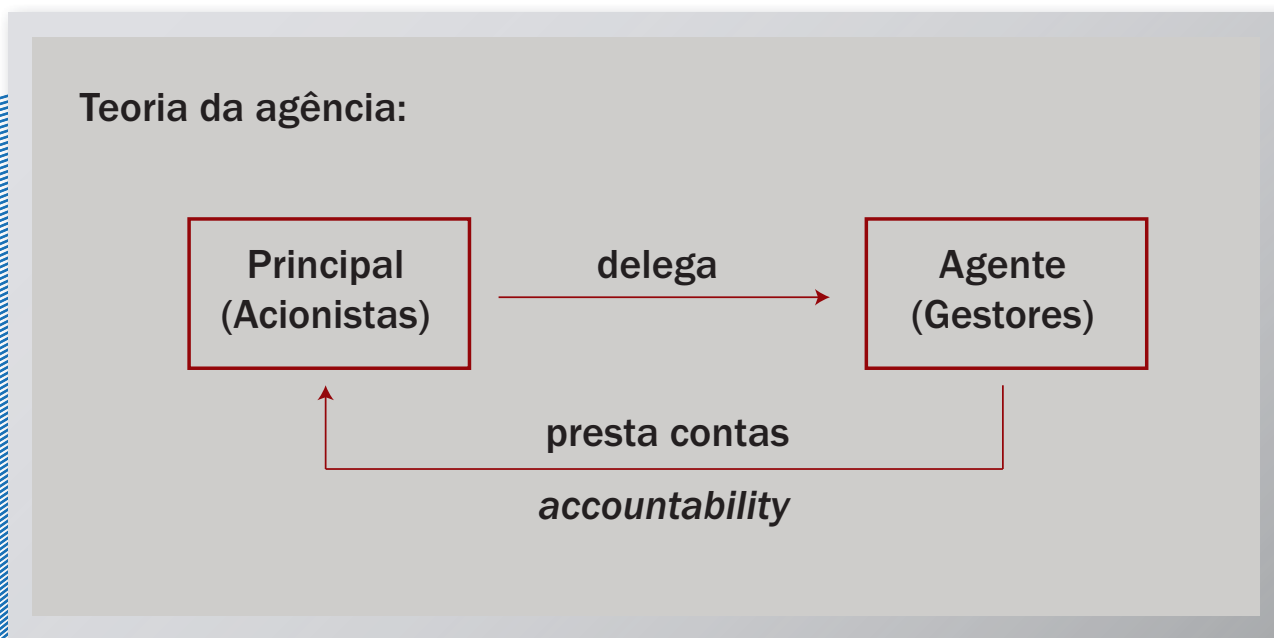 Teoria da agência:
Principal
(Acionistas)
delega
Agente
(Gestores)
presta contas
accountability